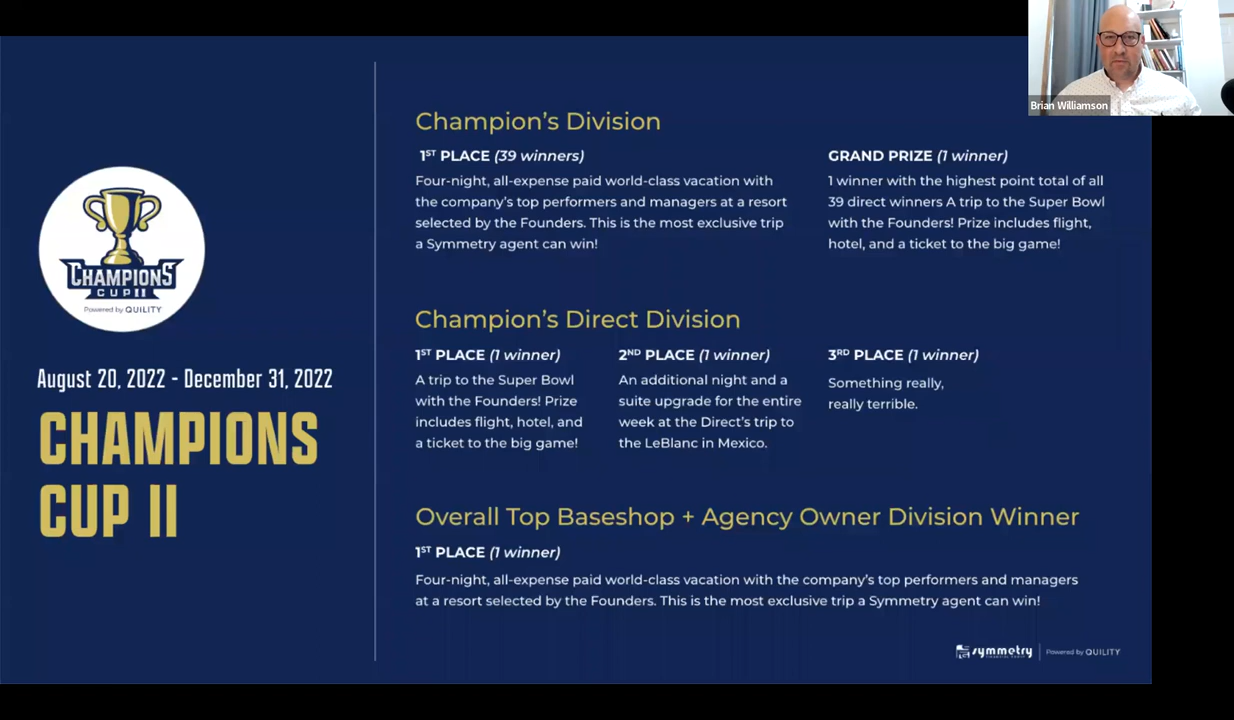 Brian Williamson
CHAMPIONS
CUP II
Powered by QUILITY
August 20, 2022 - December 31, 2022
CHAMPIONS
CUP II
Champion's Division
1ST PLACE (39 winners)
Four-night, all-expense paid world-class vacation with
the company's top performers and managers at a resort
selected by the Founders. This is the most exclusive trip
a Symmetry agent can win!
GRAND PRIZE (1 winner)
1 winner with the highest point total of all
39 direct winners A trip to the Super Bowl
with the Founders! Prize includes flight,
hotel, and a ticket to the big game!
Champion's Direct Division
1ST PLACE (1 winner)
A trip to the Super Bowl
with the Founders! Prize
includes flight, hotel, and
a ticket to the big game!
2ND PLACE (1 winner)
An additional night and a
suite upgrade for the entire
week at the Direct's trip to
the LeBlanc in Mexico.
3RD PLACE (1 winner)
Something really,
really terrible.
Overall Top Baseshop + Agency Owner Division Winner
1ST PLACE (1 winner)
Four-night, all-expense paid world-class vacation with the company's top performers and managers
at a resort selected by the Founders. This is the most exclusive trip a Symmetry agent can win!
symmetry
FINANCIAL GROUP
Powered by QUILITY